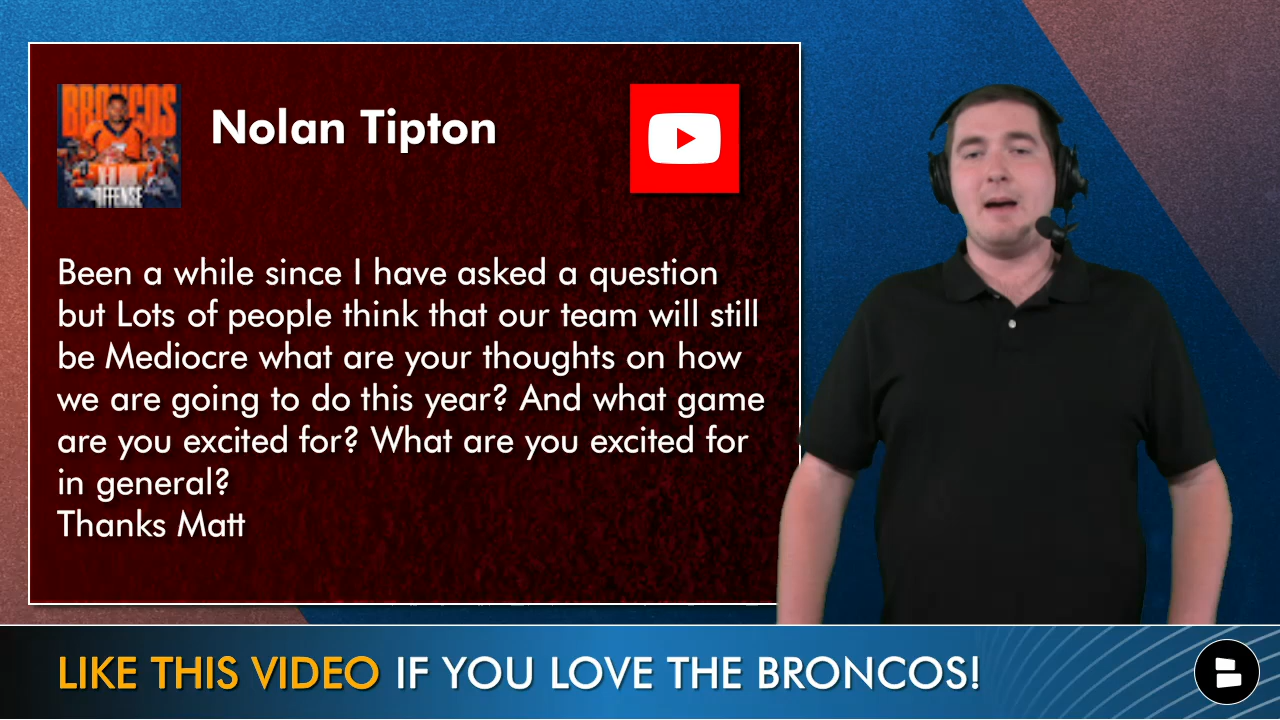 BRONCOS
OFFENSE
Nolan Tipton
Been a while since I have asked a question
but Lots of people think that our team will still
be Mediocre what are your thoughts on how
we are going to do this year? And what game
are you excited for? What are you excited for
in general?
Thanks Matt
LIKE THIS VIDEO IF YOU LOVE THE BRONCOS!